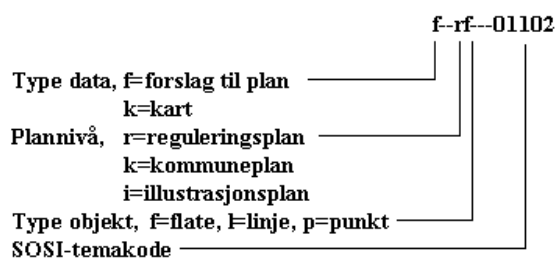 f--rf---01102
Type data, f=forslag til plan
k=kart
Plannivå, r=reguleringsplan
k=kommuneplan
i=illustrasjonsplan
Type objekt, f=flate, l=linje, p=punkt
SOSI-temakode